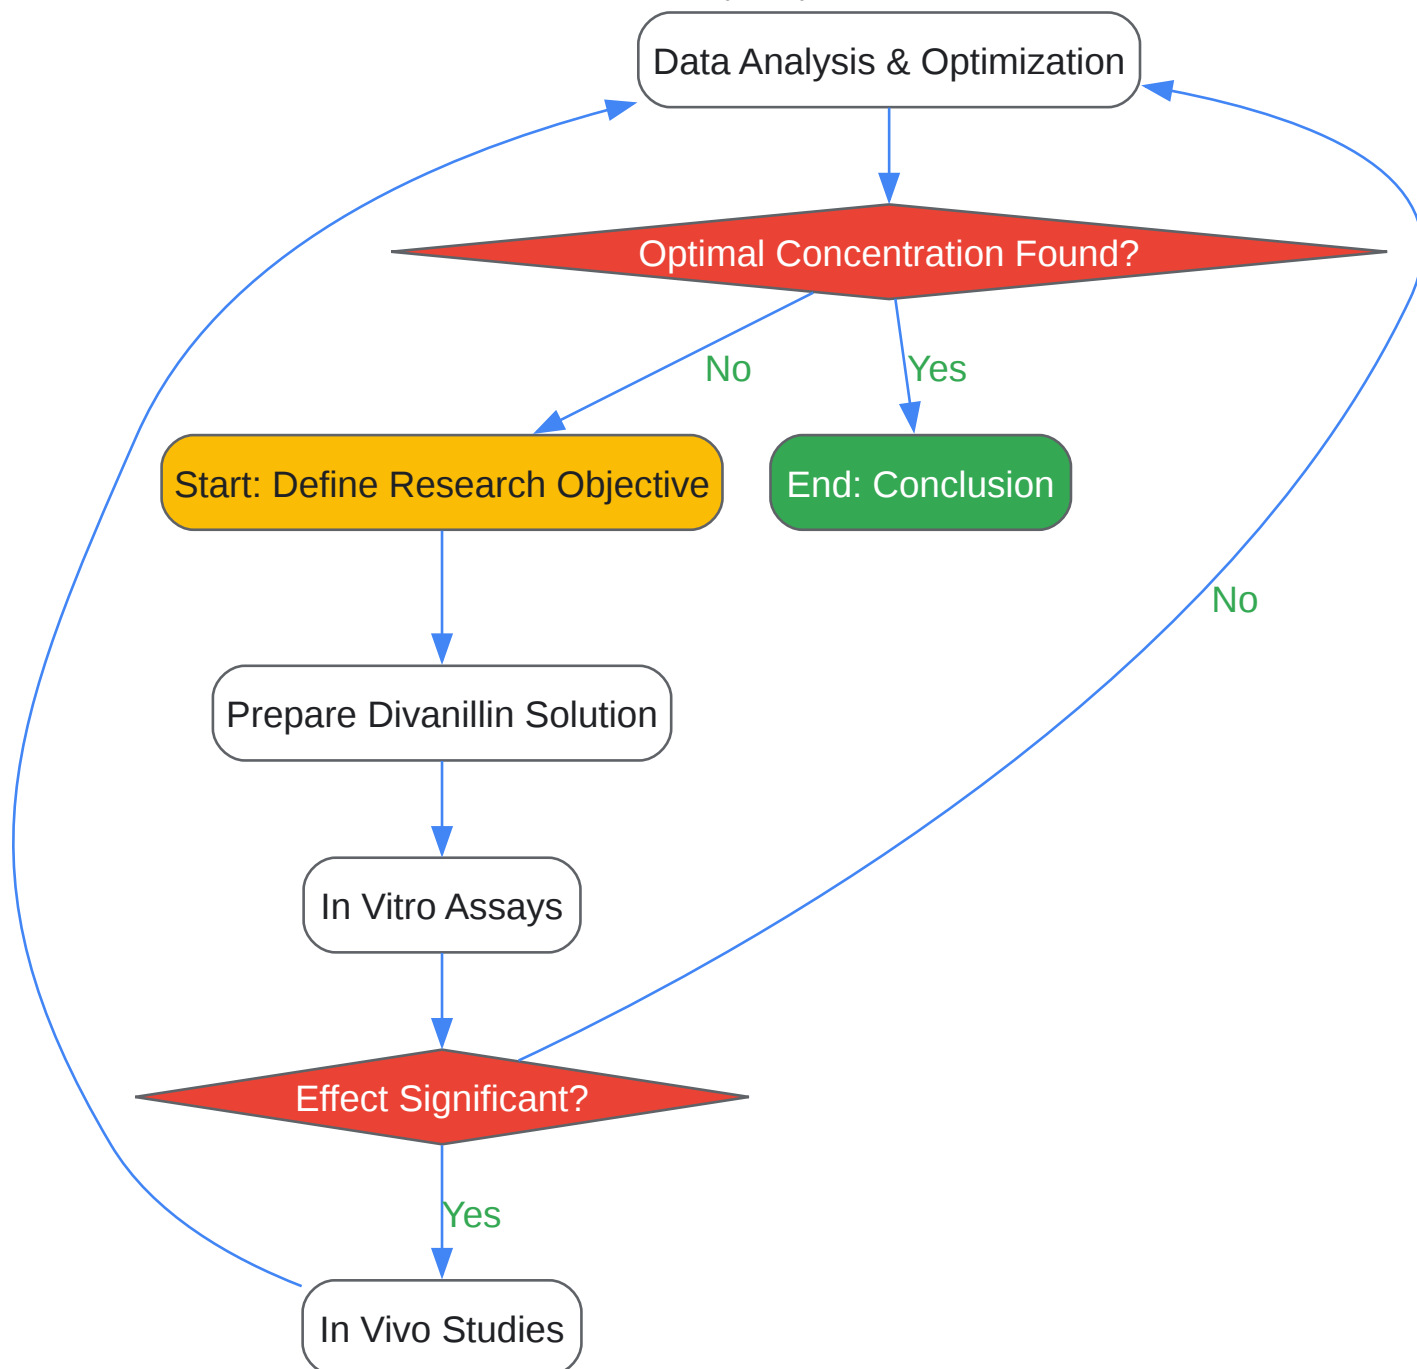 Data Analysis & Optimization
Optimal Concentration Found?
No
Yes
Start: Define Research Objective
End: Conclusion
No
Prepare Divanillin Solution
In Vitro Assays
Effect Significant?
Yes
In Vivo Studies